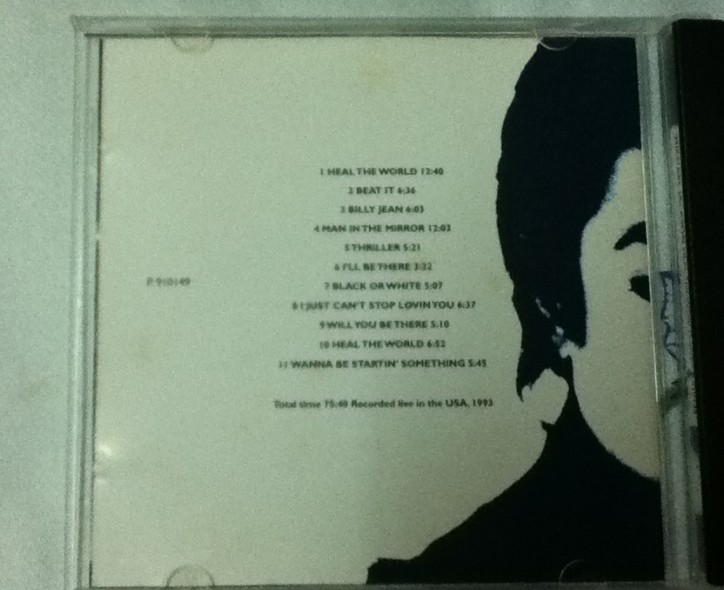 1 HEAL THE WORLD 12:40
2 BEAT IT 6:36
3 BILLY JEAN 6:03
4 MAN IN THE MIRROR 12:03
5 THRILLER 5:21
6 I'LL BE THERE 3:32
7 BLACK OR WHITE 5:07
8 I JUST CAN'T STOP LOVIN YOU 6:37
9 WILL YOU BE THERE 5:10
10 HEAL THE WORLD 6:52
11 WANNA BE STARTIN' SOMETHING 5:45
P. 910149
Total time 75:40 Recorded live in the USA, 1993